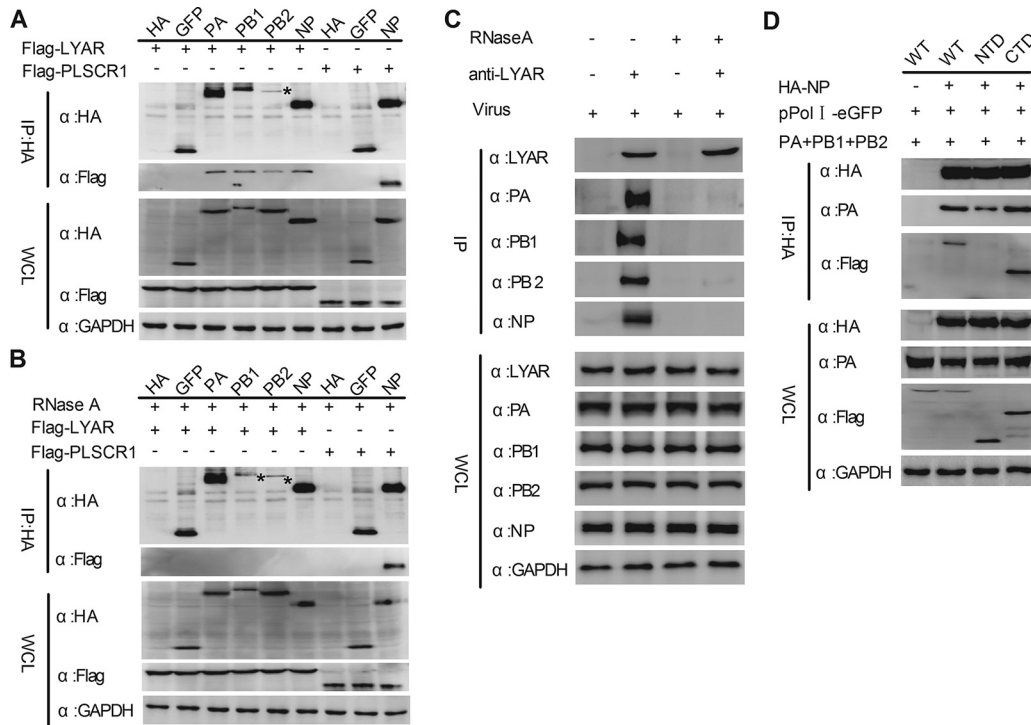 A
HA GFP PA PB1 PB2 NP HA GFP NP
Flag-LYAR + + + + + + - - -
Flag-PLSCR1 - - - - - - + + +
IP:HA
α :HA
*
α :Flag
WCL
α :HA
α :Flag
α :GAPDH
B
HA GFP PA PB1 PB2 NP HA GFP NP
RNase A + + + + + + + + +
Flag-LYAR + + + + + + - - -
Flag-PLSCR1 - - - - - - + + +
IP:HA
α :HA
* *
α :Flag
WCL
α :HA
α :Flag
α :GAPDH
C
RNaseA - - + +
anti-LYAR - + - +
Virus + + + +
IP
α :LYAR
α :PA
α :PB1
α :PB 2
α :NP
WCL
α :LYAR
α :PA
α :PB1
α :PB2
α :NP
α :GAPDH
D
WT WT NTD CTD
HA-NP - + + +
pPol I -eGFP + + + +
PA+PB1+PB2 + + + +
IP:HA
α :HA
α :PA
α :Flag
WCL
α :HA
α :PA
α :Flag
α :GAPDH